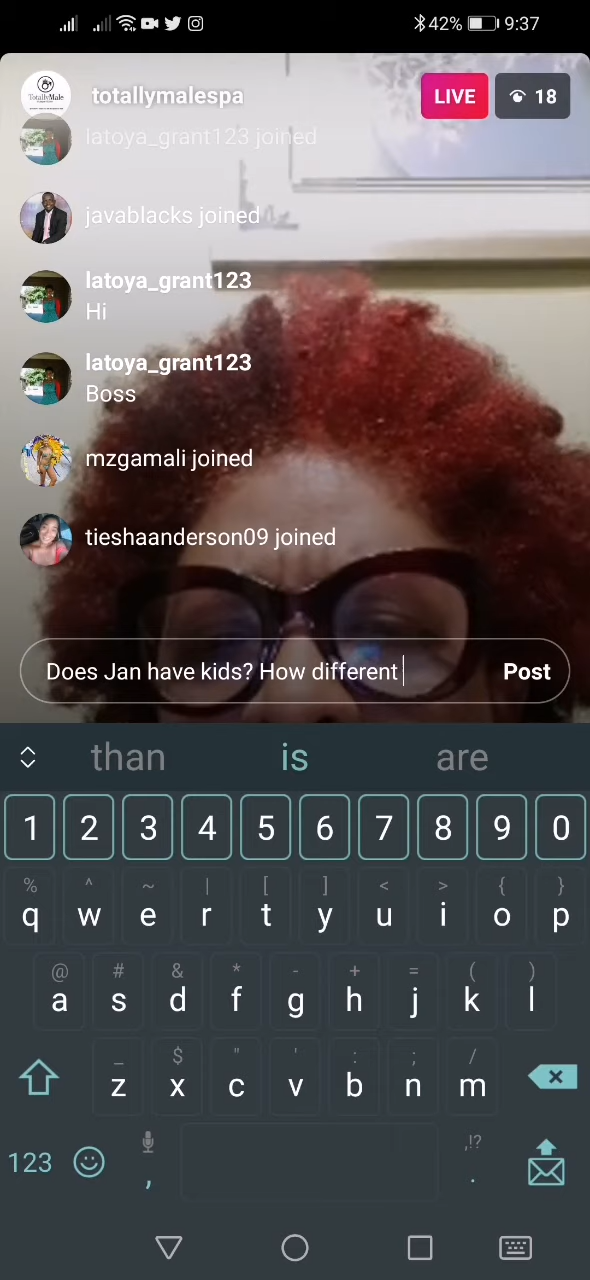 42% 9:37
TotallyMale
totallymalespa
LIVE 18
latoya_grant123 joined
javablacks joined
latoya_grant123
Hi
latoya_grant123
Boss
mzgamali joined
tieshaanderson09 joined
Does Jan have kids? How different Post
than is are
1 2 3 4 5 6 7 8 9 0
% ^ ~ | [ ] < > { }
q w e r t y u i o p
@ # & * - + = ( )
a s d f g h j k l
_ $ " ' : ; /
z x c v b n m
,!?
123 , .